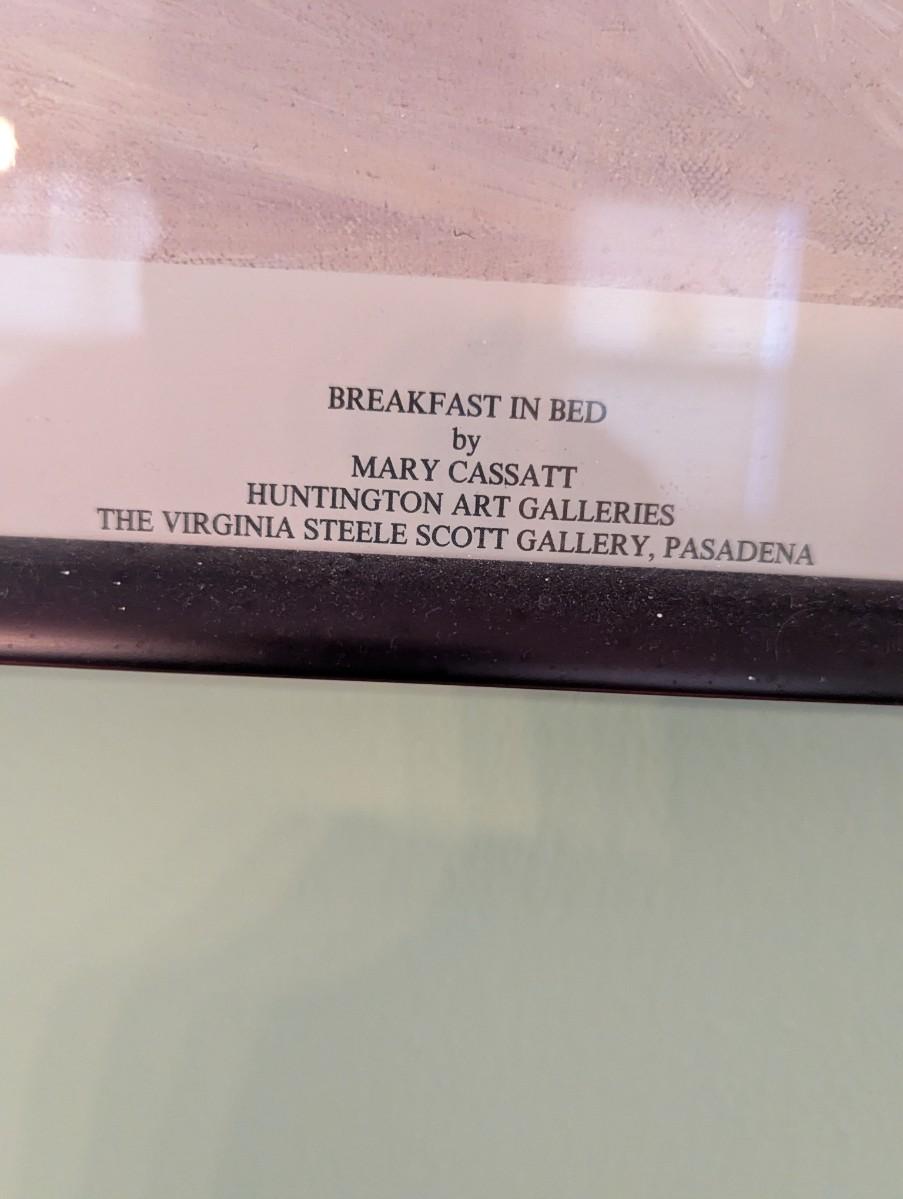 BREAKFAST IN BED
by
MARY CASSATT
HUNTINGTON ART GALLERIES
THE VIRGINIA STEELE SCOTT GALLERY, PASADENA